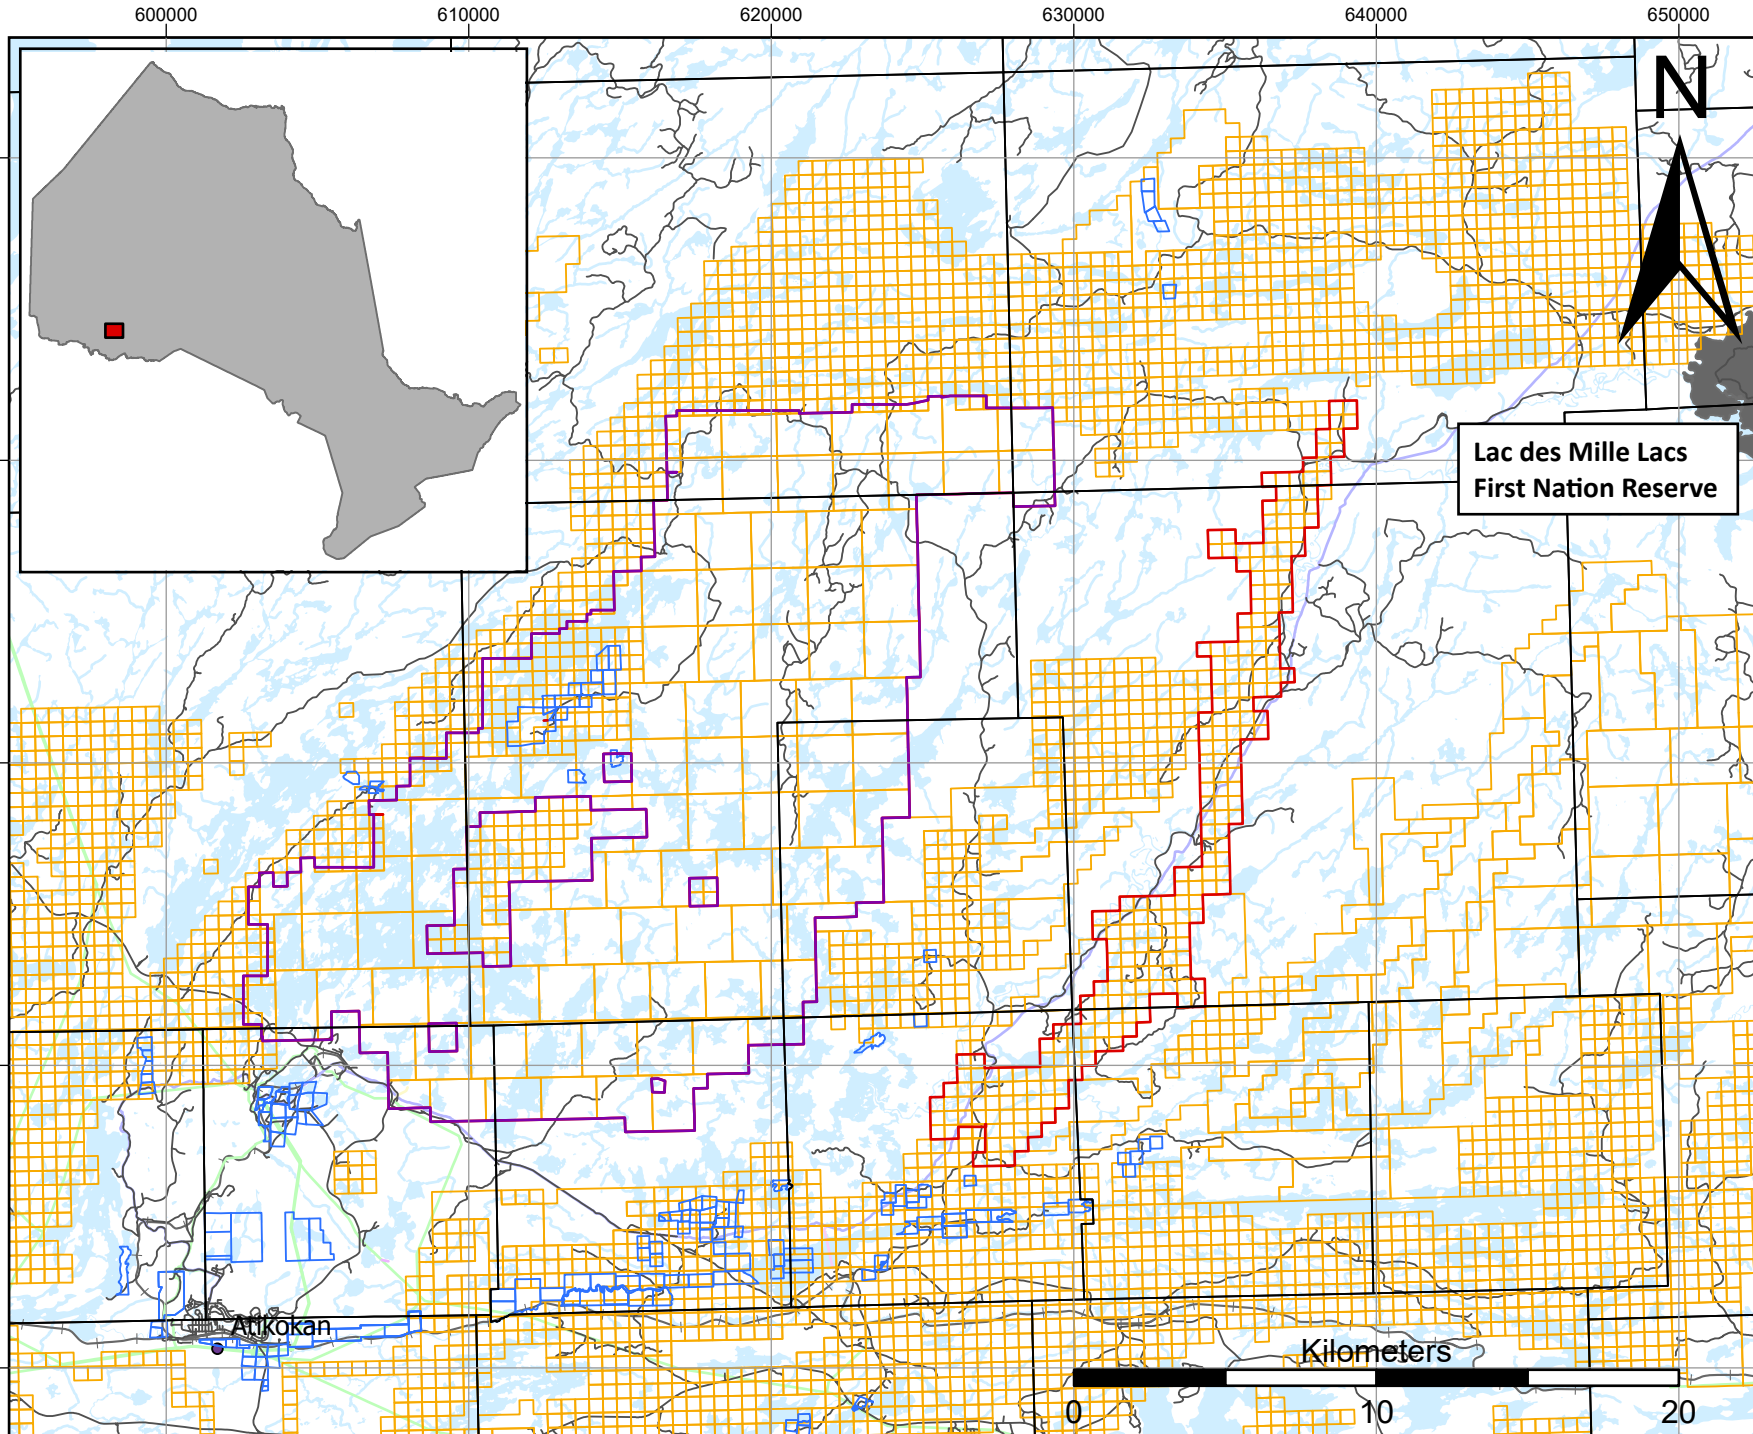 600000 610000 620000 630000 640000 650000
N
Lac des Mille Lacs
First Nation Reserve
Atikokan
Kilometers
0 10 20